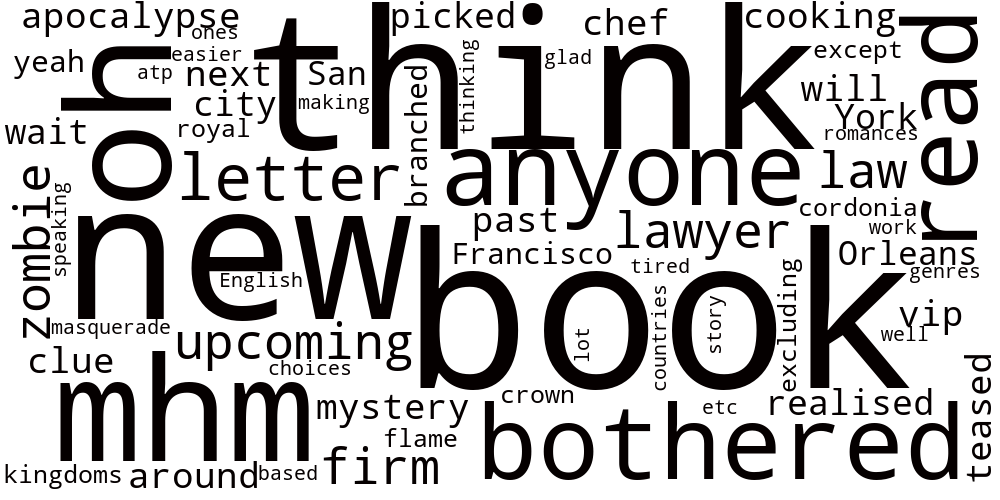 apocalypse
ones
picked
chef
cooking
yeah
atp
easier
next
San
think
glad
except
read
oh
city
making
branched
thinking
will
York
wait
royal
romances
letter
anyone
law
zombie
speaking
new
past
lawyer
cordonia
work
English
Francisco
tired
Orleans
genres
book
masquerade
upcoming
lot
countries
story
excluding
vip
well
clue
choices
mhm
mystery
crown
etc
realised
teased
flame
bothered
kingdoms
around
based
firm